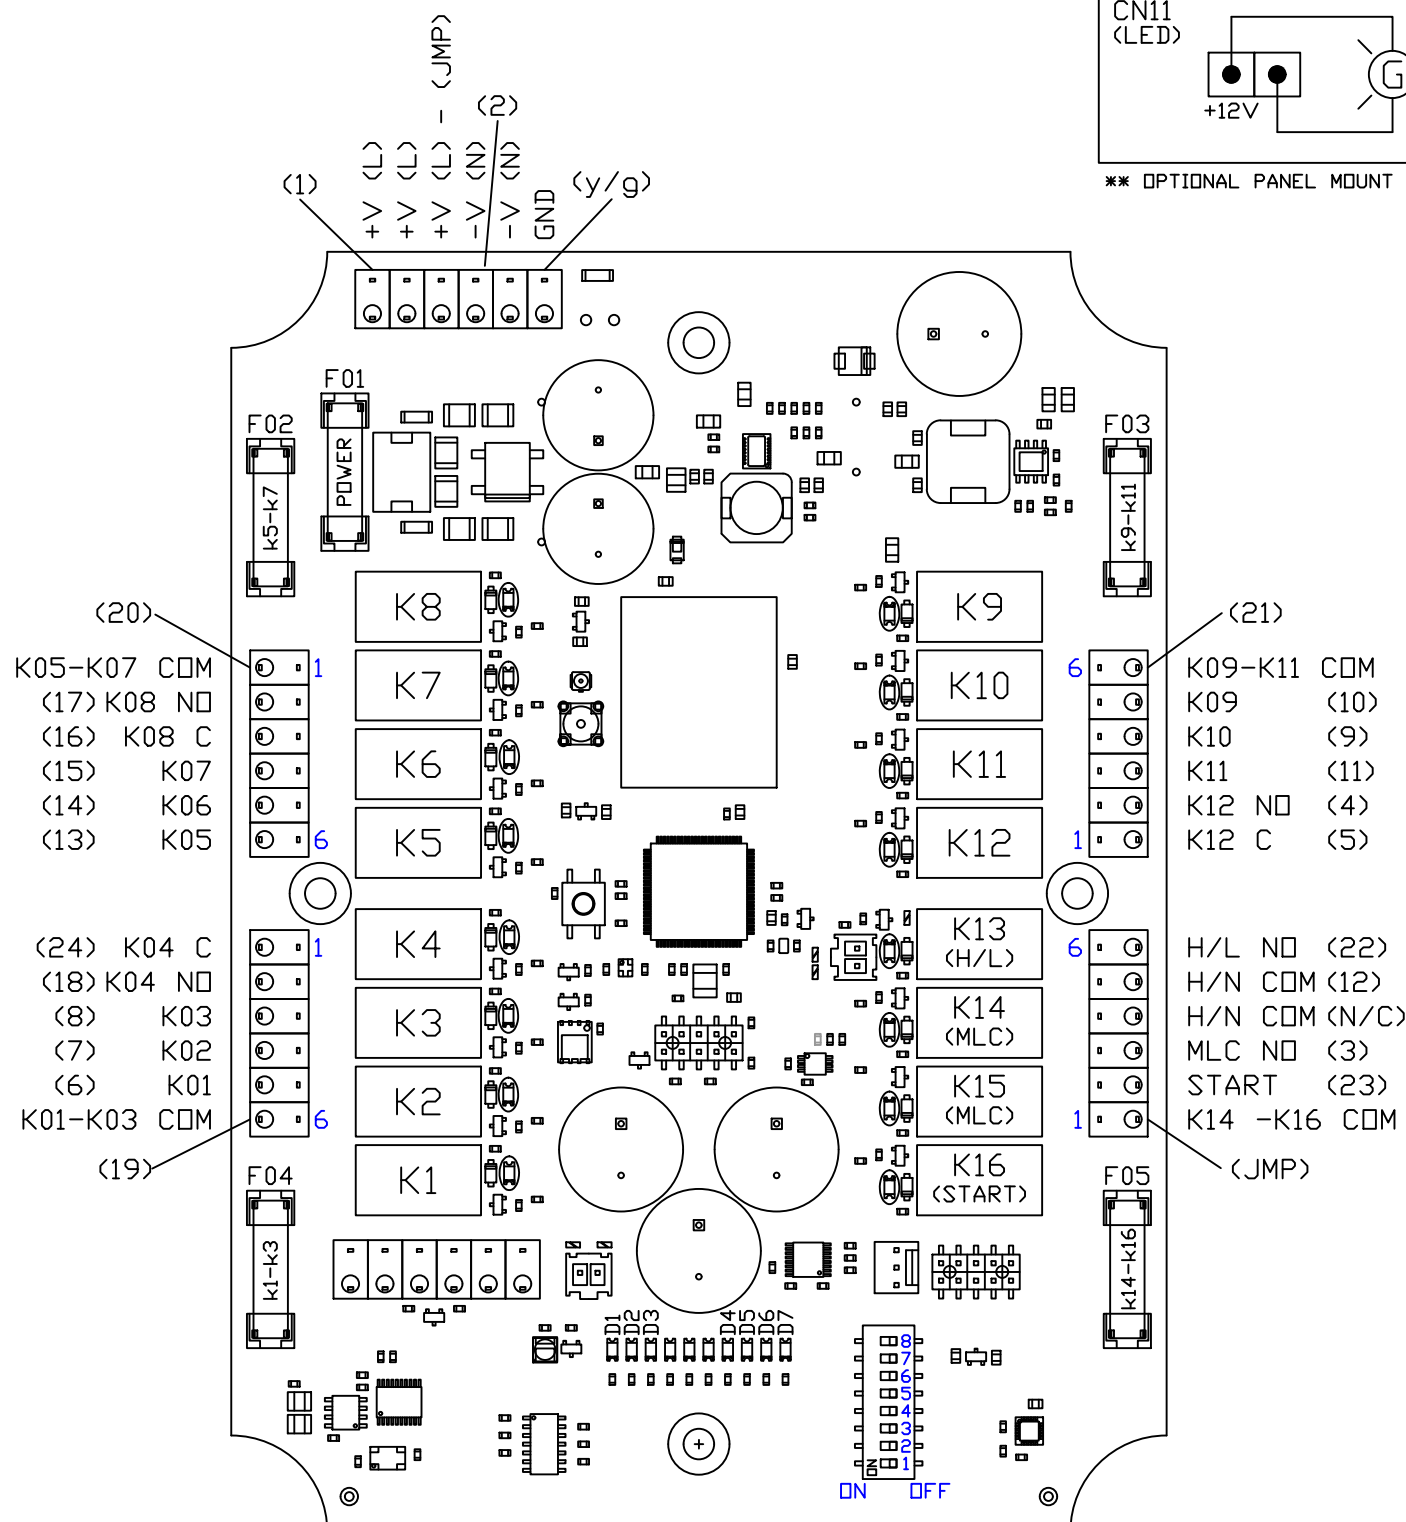 CN11
(LED)
G
+12V
** OPTIONAL PANEL MOUNT
+V (L)
+V (L)
+V (L) - (JMP)
-V (N)
-V (N)
GND
(1)
(2)
(y/g)
F01
POWER
F02
k5-k7
F03
k9-k11
K8
K9
(20)
(21)
K05-K07 COM 1
(17) K08 NO
(16) K08 C
(15) K07
(14) K06
(13) K05 6
K7
K6
K5
K10
K11
K12
6 K09-K11 COM
K09 (10)
K10 (9)
K11 (11)
K12 NO (4)
1 K12 C (5)
(24) K04 C 1
(18) K04 NO
(8) K03
(7) K02
(6) K01
K01-K03 COM 6
(19)
K4
K3
K2
K1
K13
(H/L)
K14
(MLC)
K15
(MLC)
K16
(START)
6 H/L NO (22)
H/N COM (12)
H/N COM (N/C)
MLC NO (3)
START (23)
1 K14 -K16 COM
(JMP)
F04
k1-k3
F05
k14-k16
D1
D2
D3
D4
D5
D6
D7
8
7
6
5
4
3
2
1
ON
ON OFF